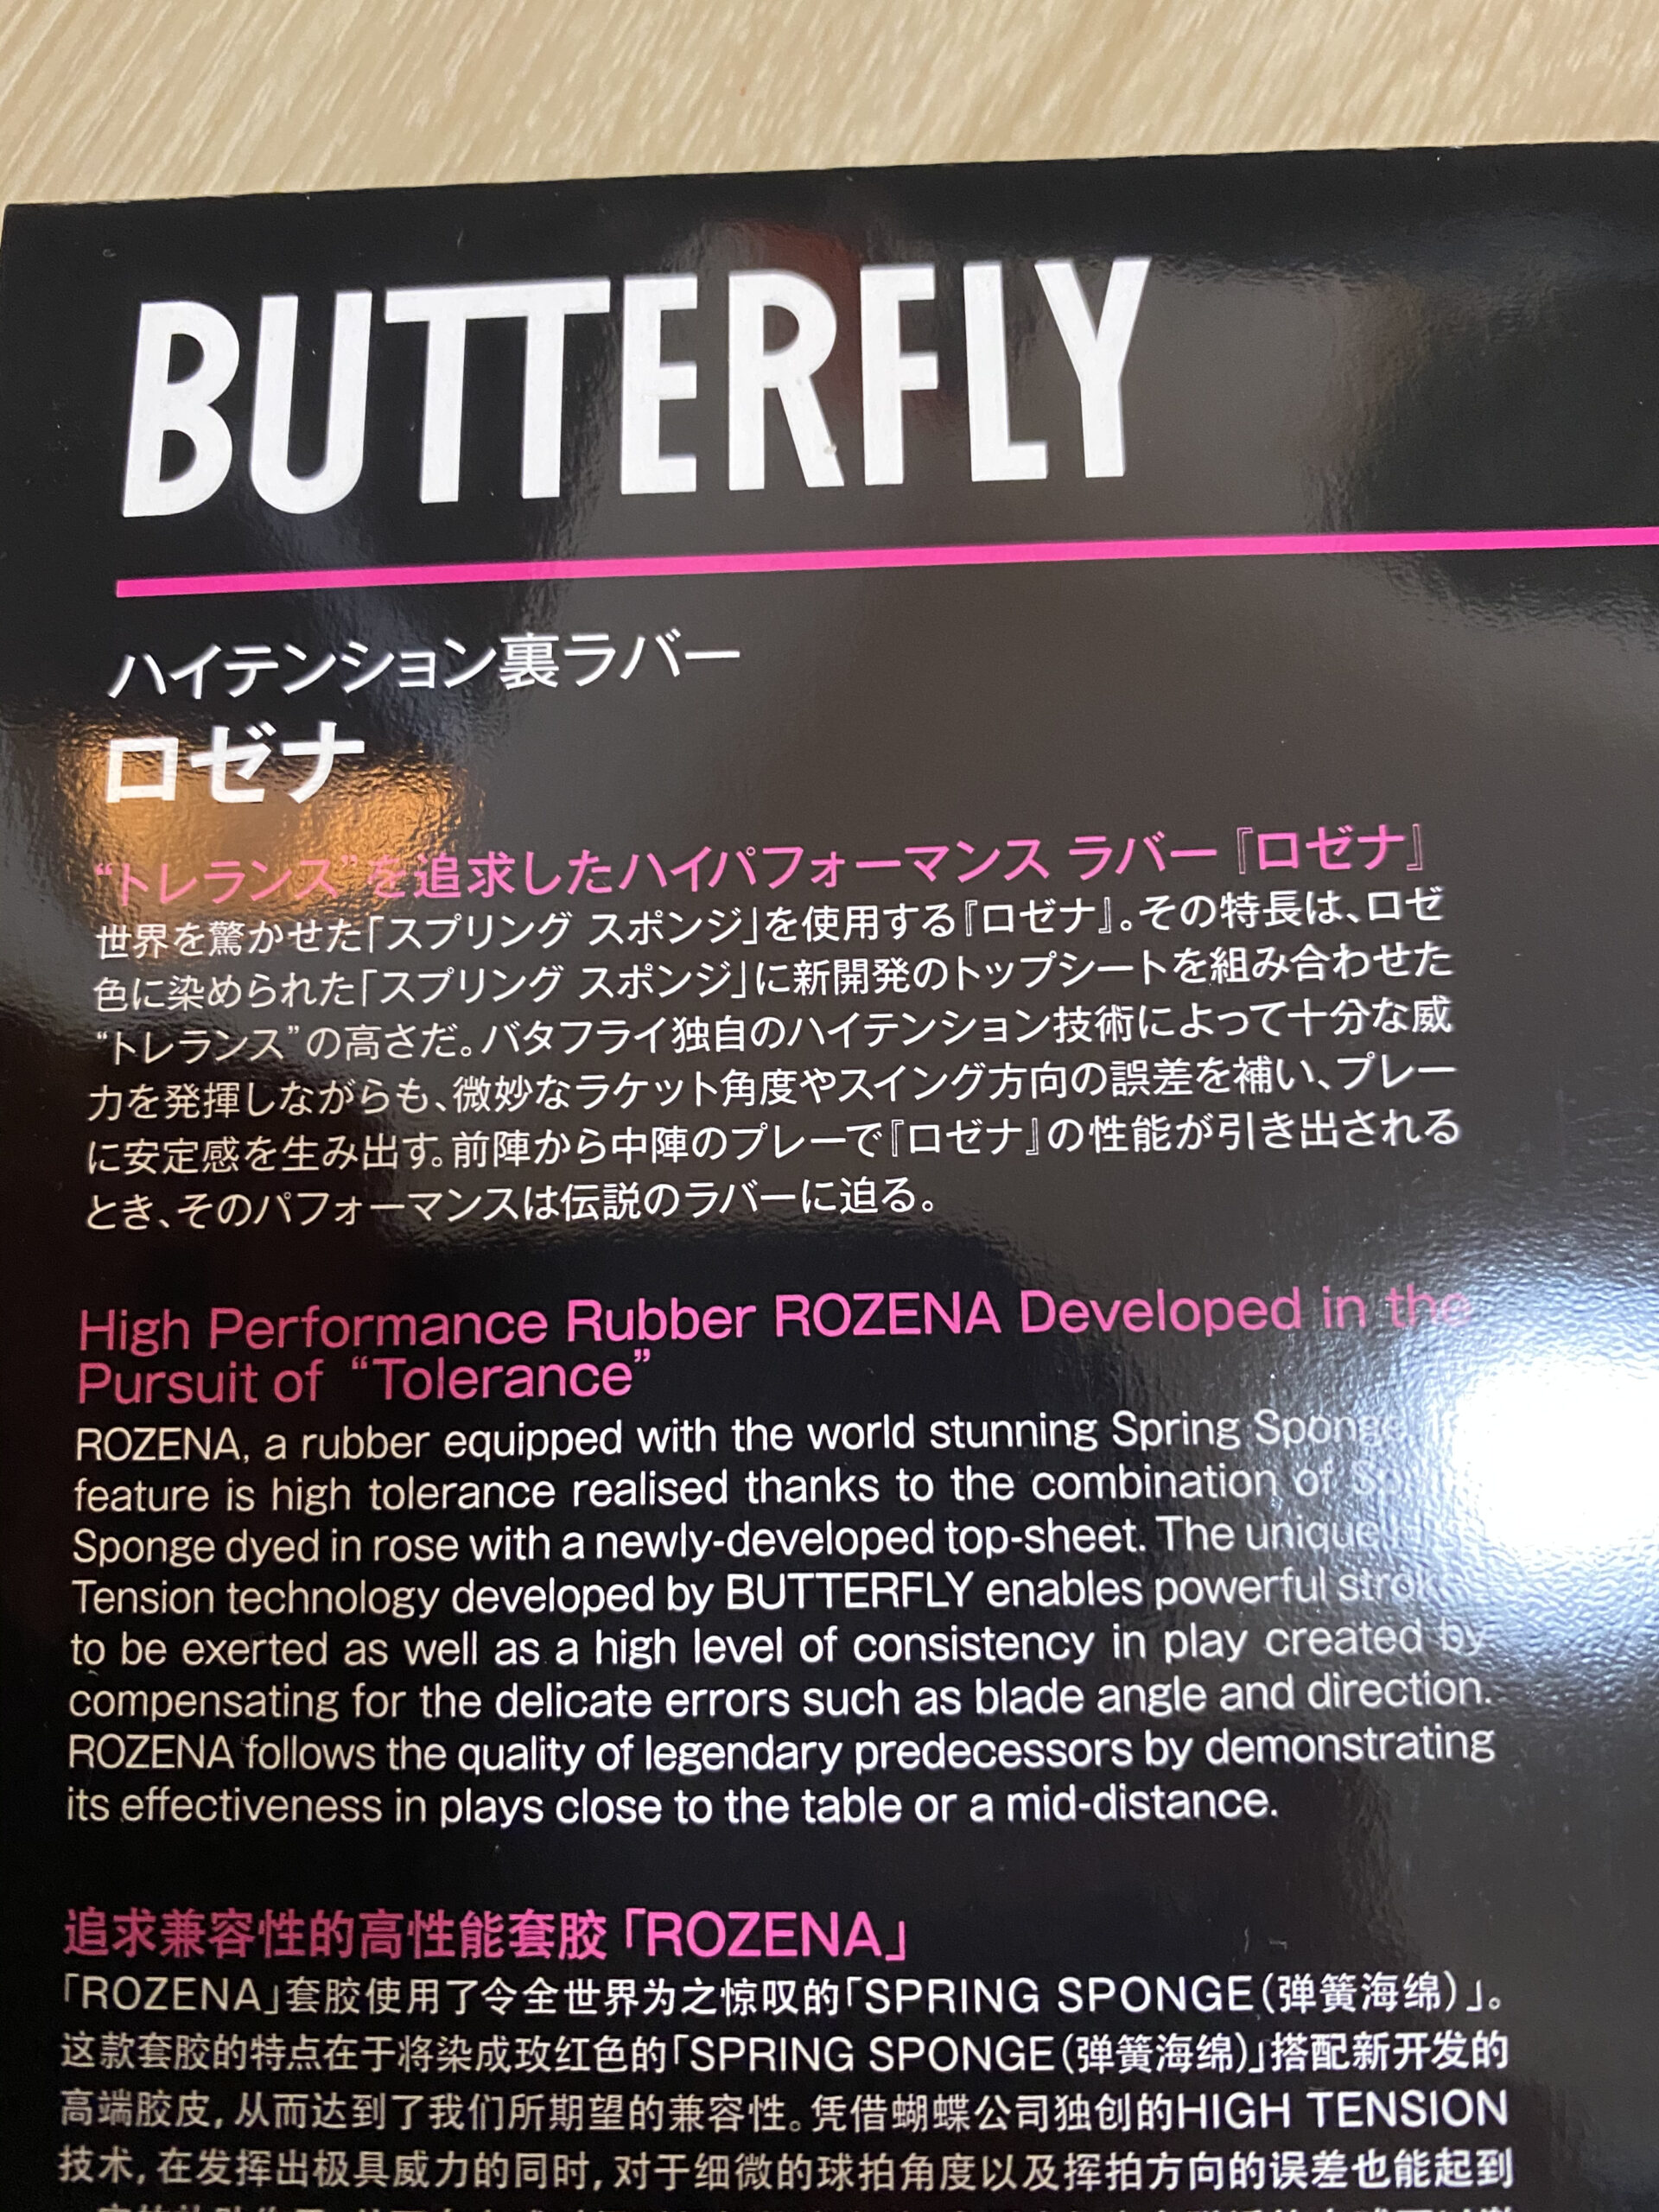 BUTTERFLY
ハイテンション裏ラバー
ロゼナ
“トレランス”を追求したハイパフォーマンス ラバー『ロゼナ』
世界を驚かせた「スプリング スポンジ」を使用する『ロゼナ』。その特長は、ロゼ
色に染められた「スプリング スポンジ」に新開発のトップシートを組み合わせた
“トレランス”の高さだ。バタフライ独自のハイテンション技術によって十分な威
力を発揮しながらも、微妙なラケット角度やスイング方向の誤差を補い、プレー
に安定感を生み出す。前陣から中陣のプレーで『ロゼナ』の性能が引き出される
とき、そのパフォーマンスは伝説のラバーに迫る。
High Performance Rubber ROZENA Developed in the
Pursuit of “Tolerance”
ROZENA, a rubber equipped with the world stunning Spring Sponge.
feature is high tolerance realised thanks to the combination of
Sponge dyed in rose with a newly-developed top-sheet. The unique
Tension technology developed by BUTTERFLY enables powerful
to be exerted as well as a high level of consistency in play created by
compensating for the delicate errors such as blade angle and direction.
ROZENA follows the quality of legendary predecessors by demonstrating
its effectiveness in plays close to the table or a mid-distance.
追求兼容性的高性能套胶「ROZENA」
「ROZENA」套胶使用了令全世界为之惊叹的「SPRING SPONGE(弹簧海绵)」。
这款套胶的特点在于将染成玫红色的「SPRING SPONGE(弹簧海绵)」搭配新开发的
高端胶皮,从而达到了我们所期望的兼容性。凭借蝴蝶公司独创的HIGH TENSION
技术,在发挥出极具威力的同时,对于细微的球拍角度以及挥拍方向的误差也能起到